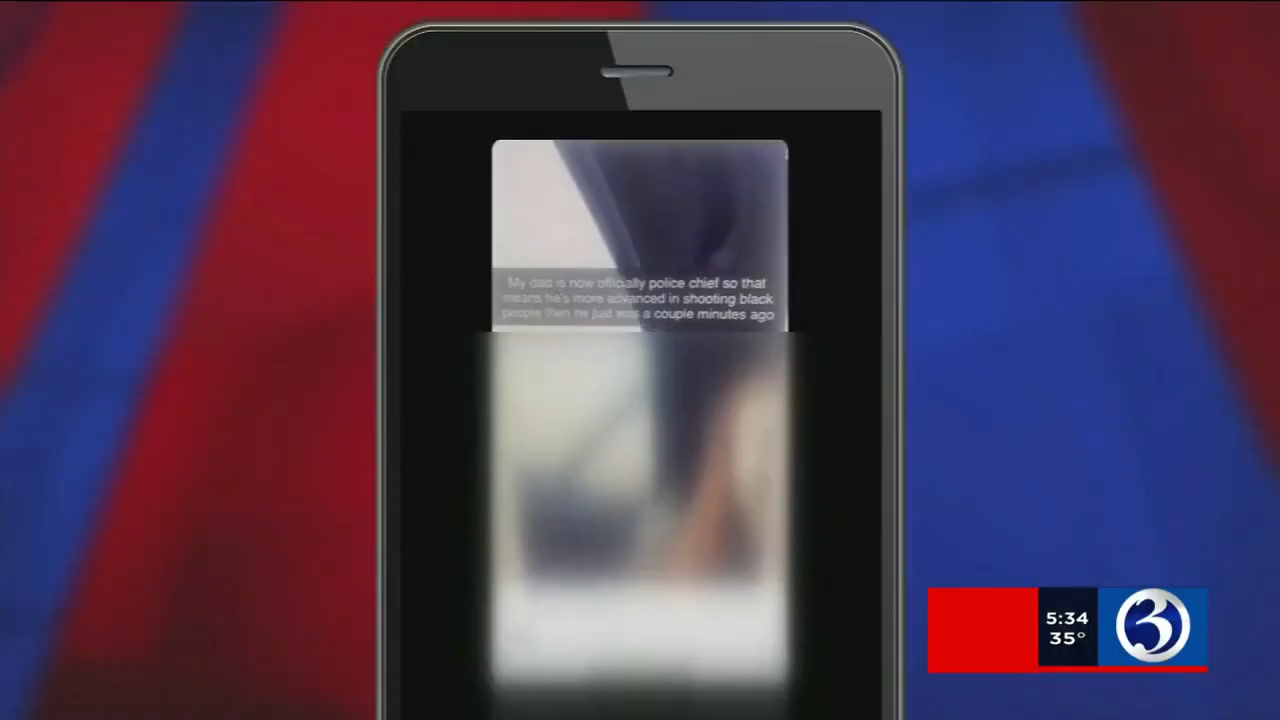 My dad is now officially police chief so that
means he's more advanced in shooting black
people then he just was a couple minutes ago
5:34
35°
3